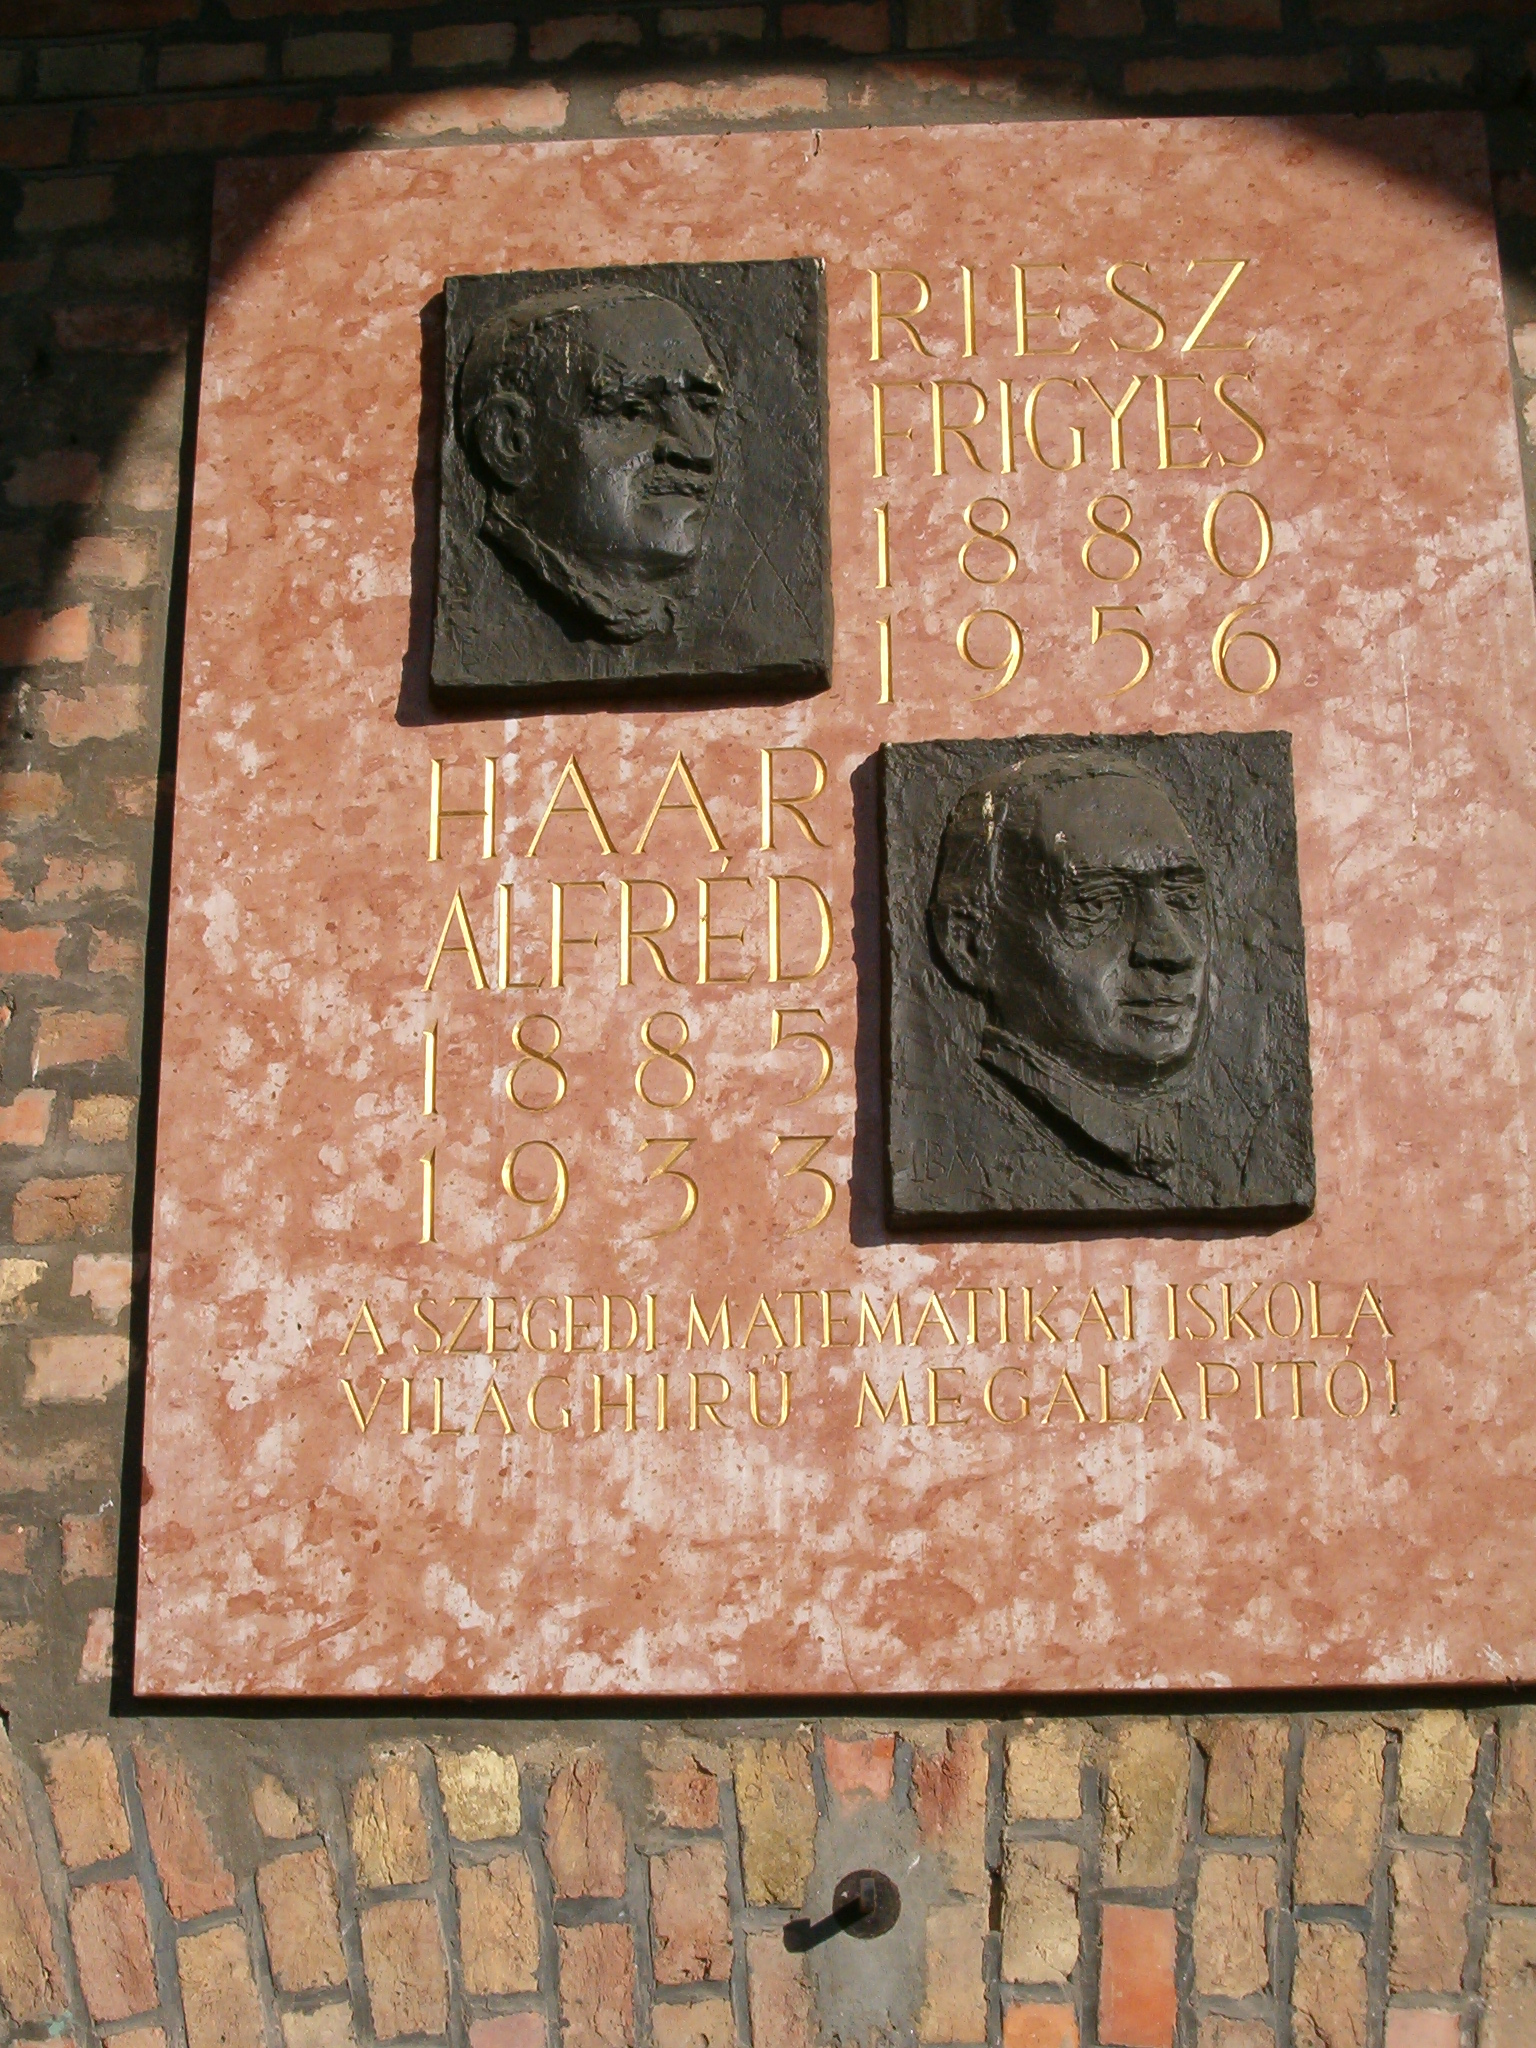 RIESZ
FRIGYES
1880
1956
HAAR
ALFRÉD
1885
1933
A SZEGEDI MATEMATIKAI ISKOLA
VILÁGHIRŰ MEGALAPITÓI